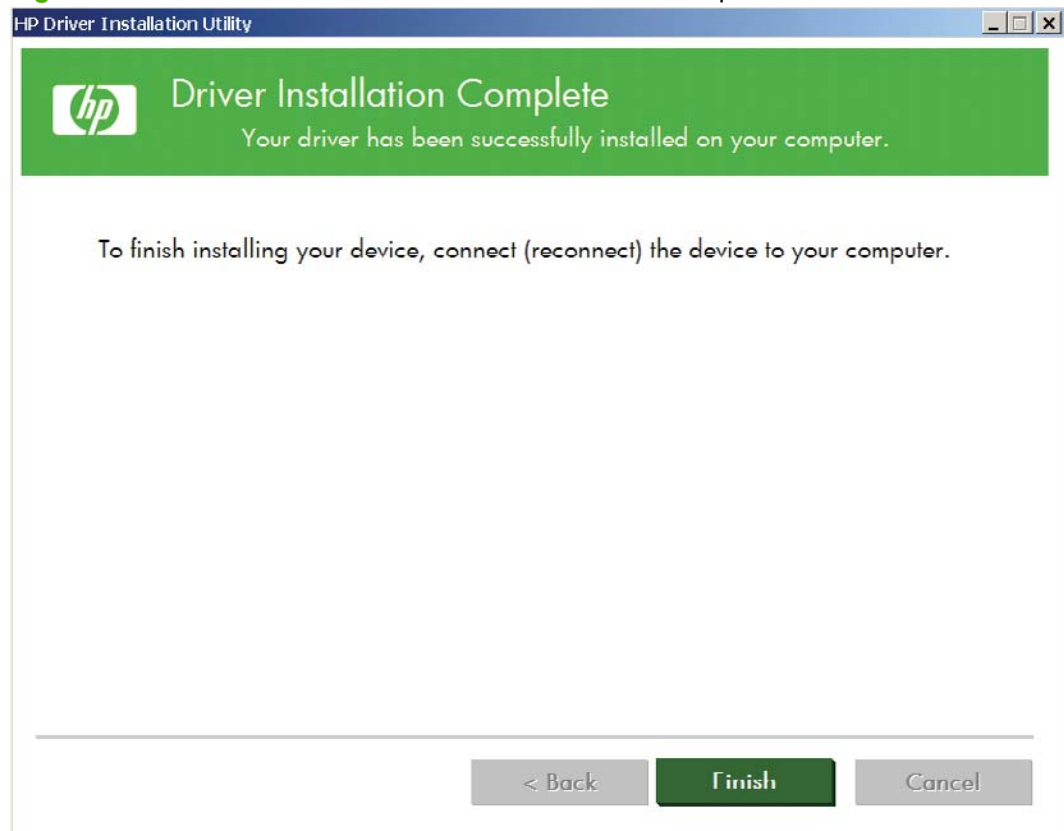 HP Driver Installation Utility
hp
Driver Installation Complete
Your driver has been successfully installed on your computer.
To finish installing your device, connect (reconnect) the device to your computer.
< Back
Finish
Cancel